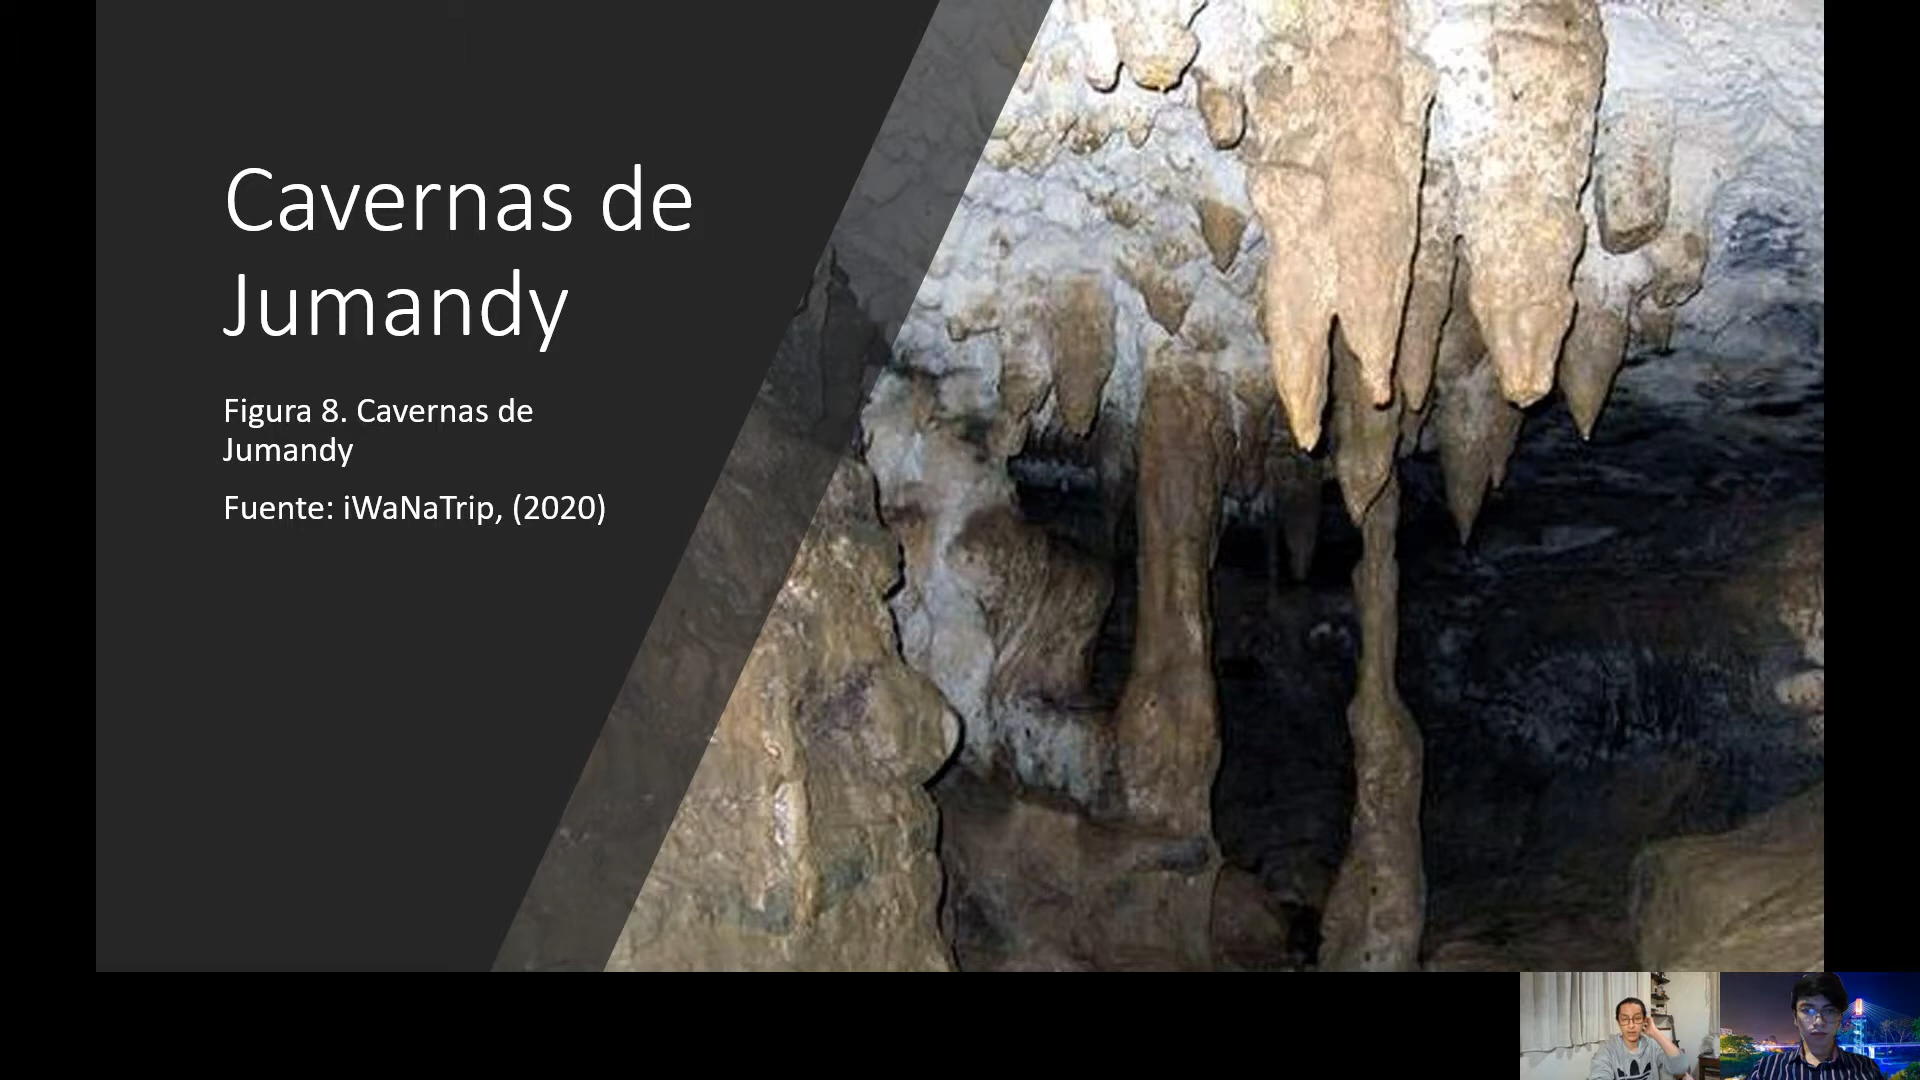 Cavernas de
Jumandy
Figura 8. Cavernas de
Jumandy
Fuente: iWaNaTrip, (2020)